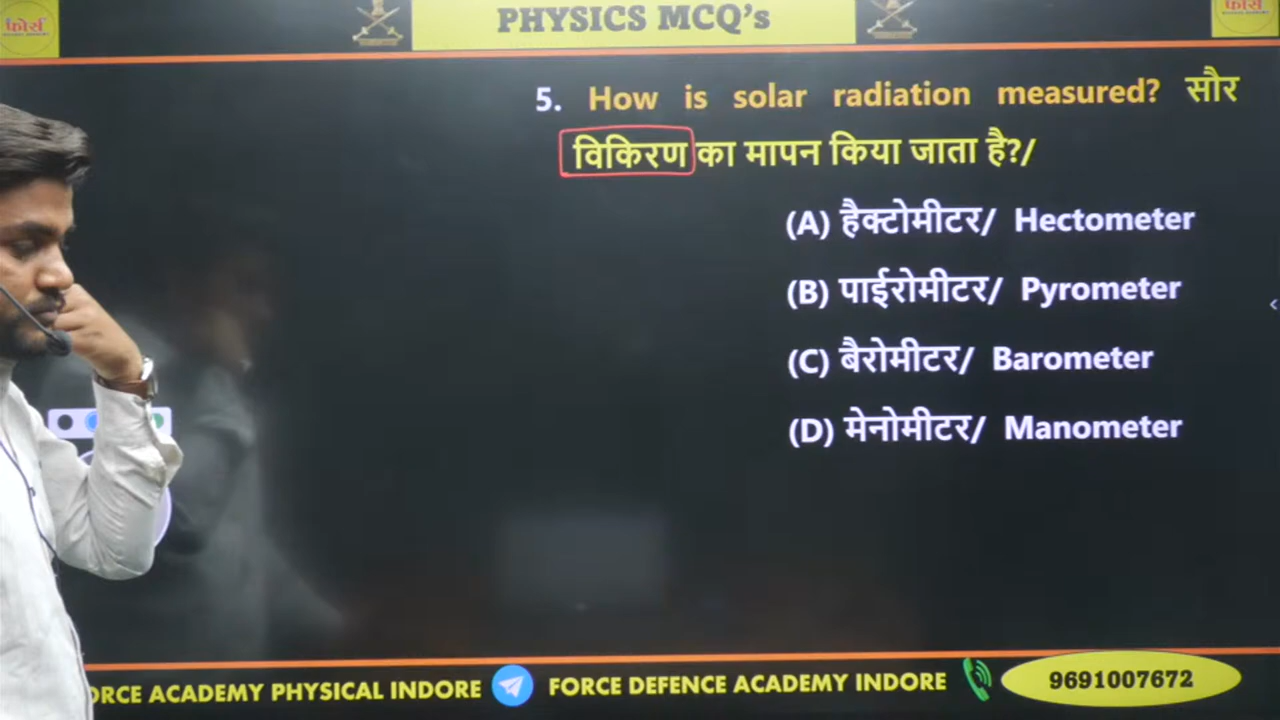 फोर्स
PHYSICS MCQ’s
फोर्स
5. How is solar radiation measured? सौर
विकिरण का मापन किया जाता है?/
(A) हैक्टोमीटर/ Hectometer
(B) पाईरोमीटर/ Pyrometer
(C) बैरोमीटर/ Barometer
(D) मेनोमीटर/ Manometer
ORCE ACADEMY PHYSICAL INDORE FORCE DEFENCE ACADEMY INDORE 9691007672